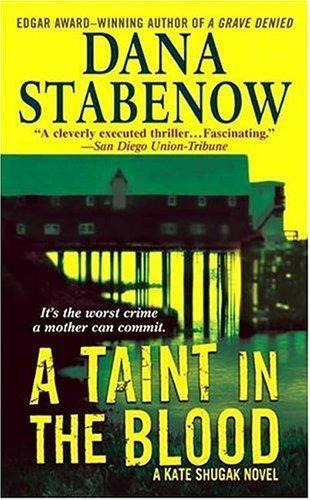 EDGAR AWARD–WINNING AUTHOR OF A GRAVE DENIED
DANA
STABENOW
“A cleverly executed thriller...Fascinating.”
—San Diego Union-Tribune
It's the worst crime
a mother can commit.
A TAINT IN
THE BLOOD
A KATE SHUGAK NOVEL